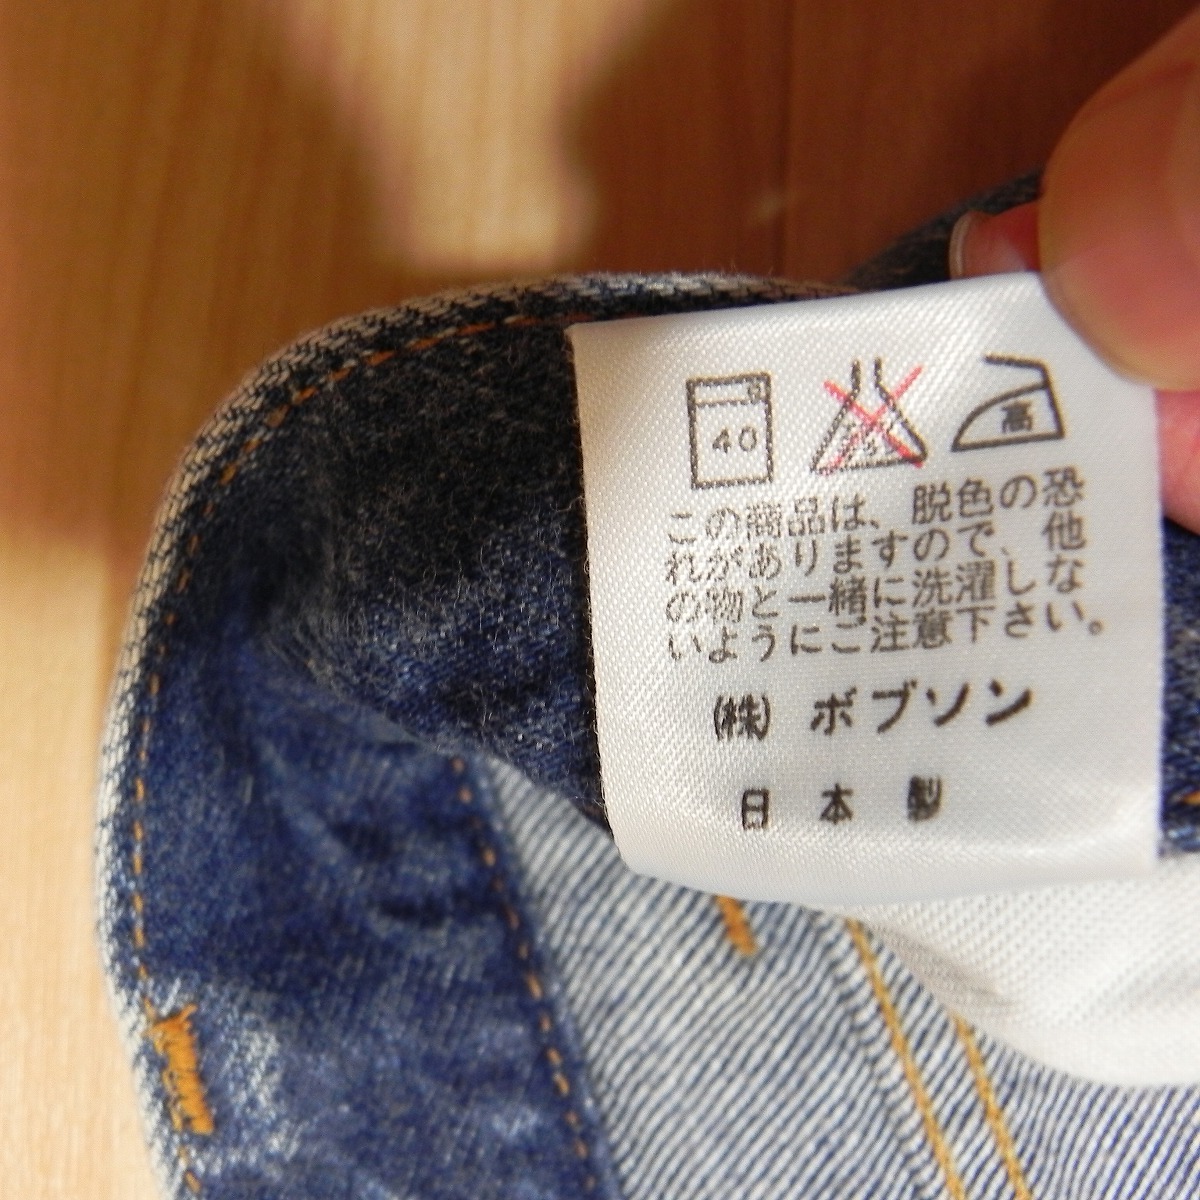 40
高
この商品は、脱色の恐
れがありますので、他
の物と一緒に洗濯しな
いようにご注意下さい。
(株) ボブソン
日本製